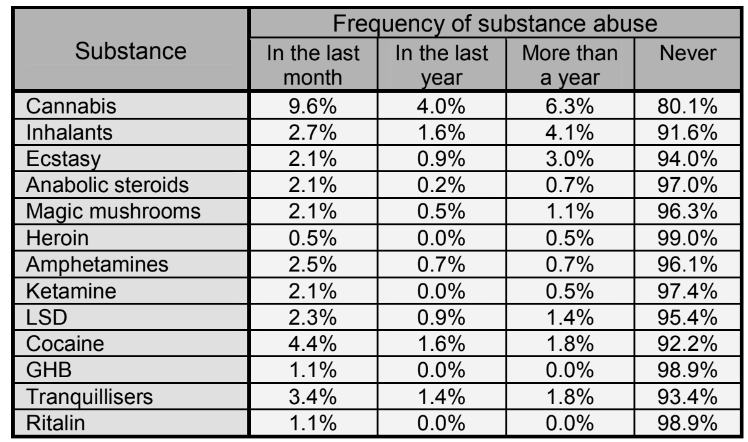 Substance Frequency of substance abuse
In the last month In the last year More than a year Never
Cannabis 9.6% 4.0% 6.3% 80.1%
Inhalants 2.7% 1.6% 4.1% 91.6%
Ecstasy 2.1% 0.9% 3.0% 94.0%
Anabolic steroids 2.1% 0.2% 0.7% 97.0%
Magic mushrooms 2.1% 0.5% 1.1% 96.3%
Heroin 0.5% 0.0% 0.5% 99.0%
Amphetamines 2.5% 0.7% 0.7% 96.1%
Ketamine 2.1% 0.0% 0.5% 97.4%
LSD 2.3% 0.9% 1.4% 95.4%
Cocaine 4.4% 1.6% 1.8% 92.2%
GHB 1.1% 0.0% 0.0% 98.9%
Tranquillisers 3.4% 1.4% 1.8% 93.4%
Ritalin 1.1% 0.0% 0.0% 98.9%